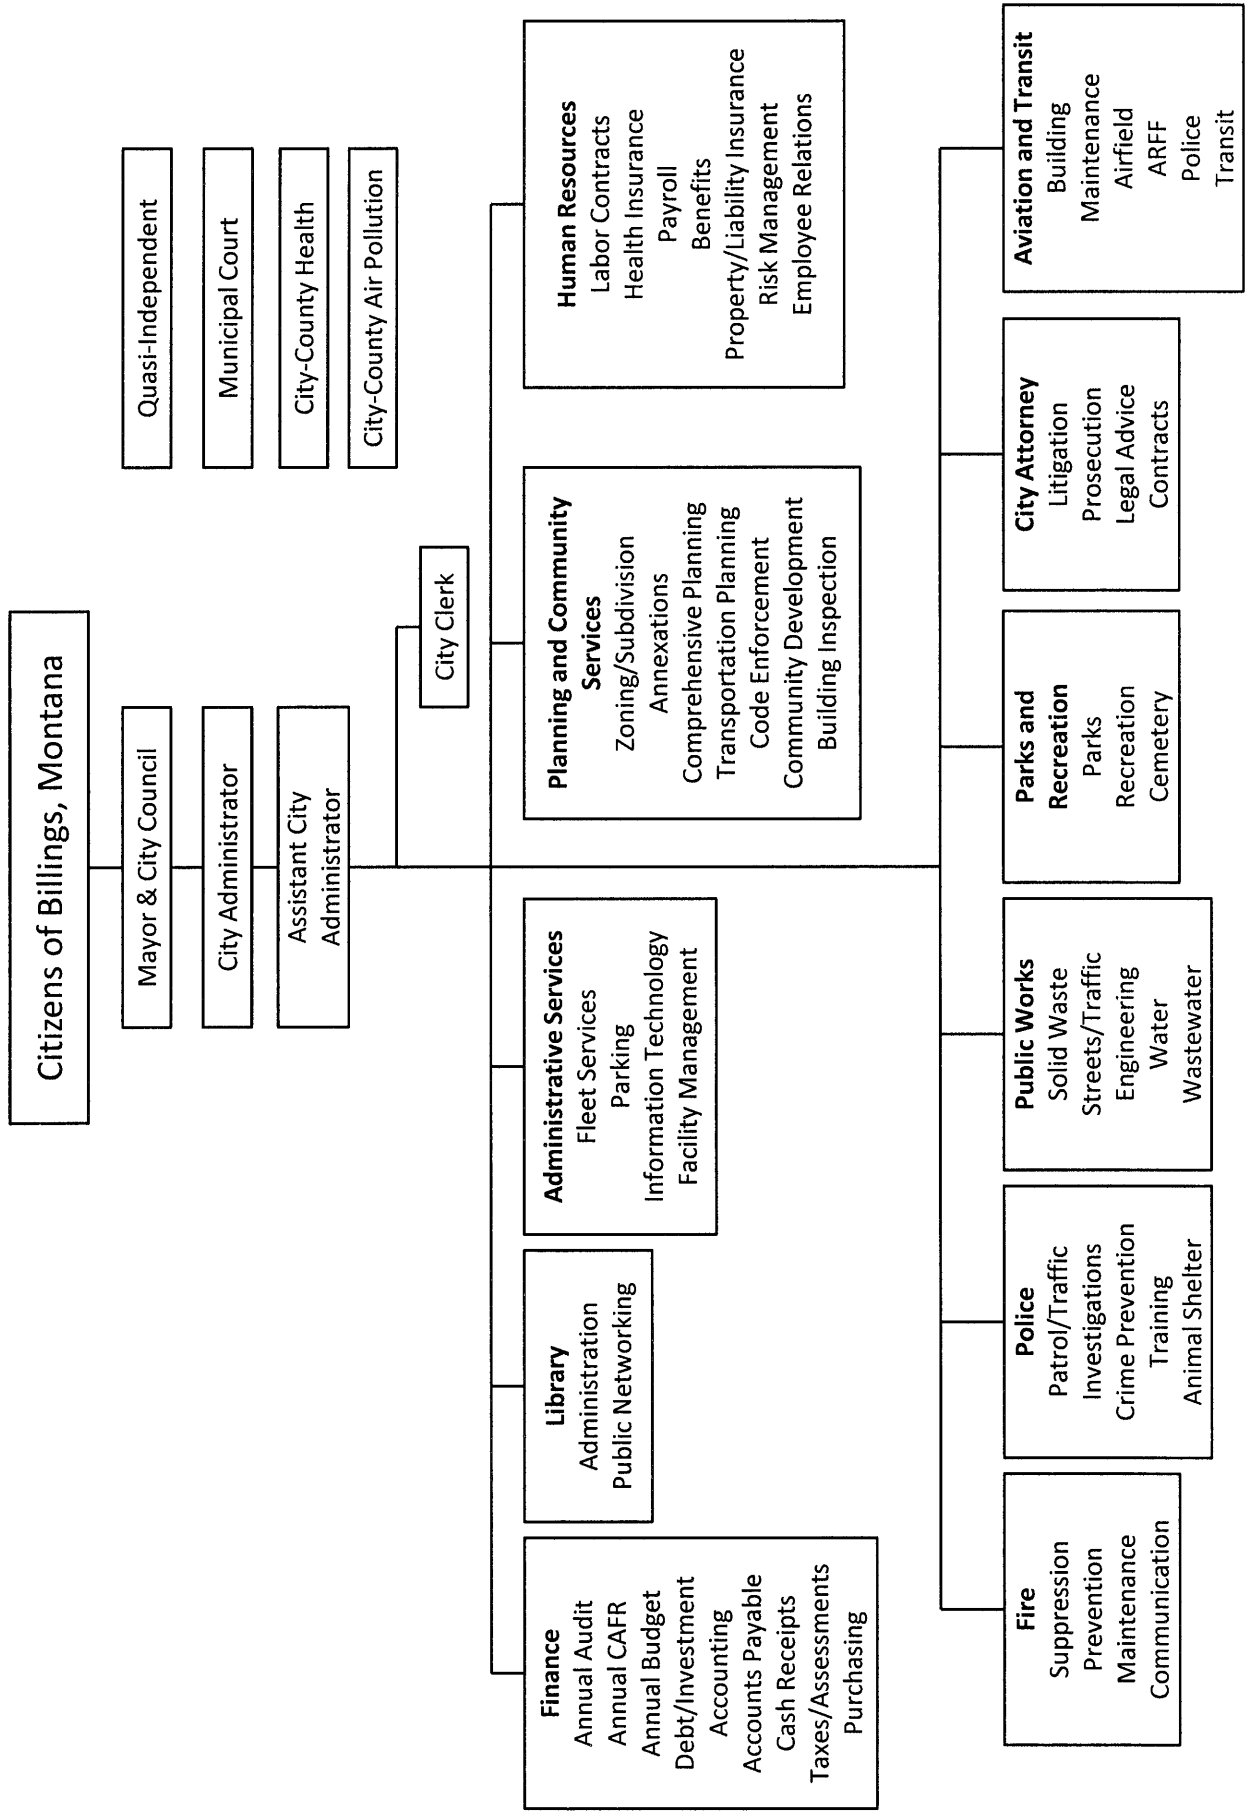 Citizens of Billings, Montana
Mayor & City Council
Quasi-Independent
City Administrator
Municipal Court
Assistant City
Administrator
City-County Health
City-County Air Pollution
City Clerk
Finance
Annual Audit
Annual CAFR
Annual Budget
Debt/Investment
Accounting
Accounts Payable
Cash Receipts
Taxes/Assessments
Purchasing
Library
Administration
Public Networking
Administrative Services
Fleet Services
Parking
Information Technology
Facility Management
Planning and Community
Services
Zoning/Subdivision
Annexations
Comprehensive Planning
Transportation Planning
Code Enforcement
Community Development
Building Inspection
Human Resources
Labor Contracts
Health Insurance
Payroll
Benefits
Property/Liability Insurance
Risk Management
Employee Relations
Fire
Suppression
Prevention
Maintenance
Communication
Police
Patrol/Traffic
Investigations
Crime Prevention
Training
Animal Shelter
Public Works
Solid Waste
Streets/Traffic
Engineering
Water
Wastewater
Parks and
Recreation
Parks
Recreation
Cemetery
City Attorney
Litigation
Prosecution
Legal Advice
Contracts
Aviation and Transit
Building
Maintenance
Airfield
ARFF
Police
Transit